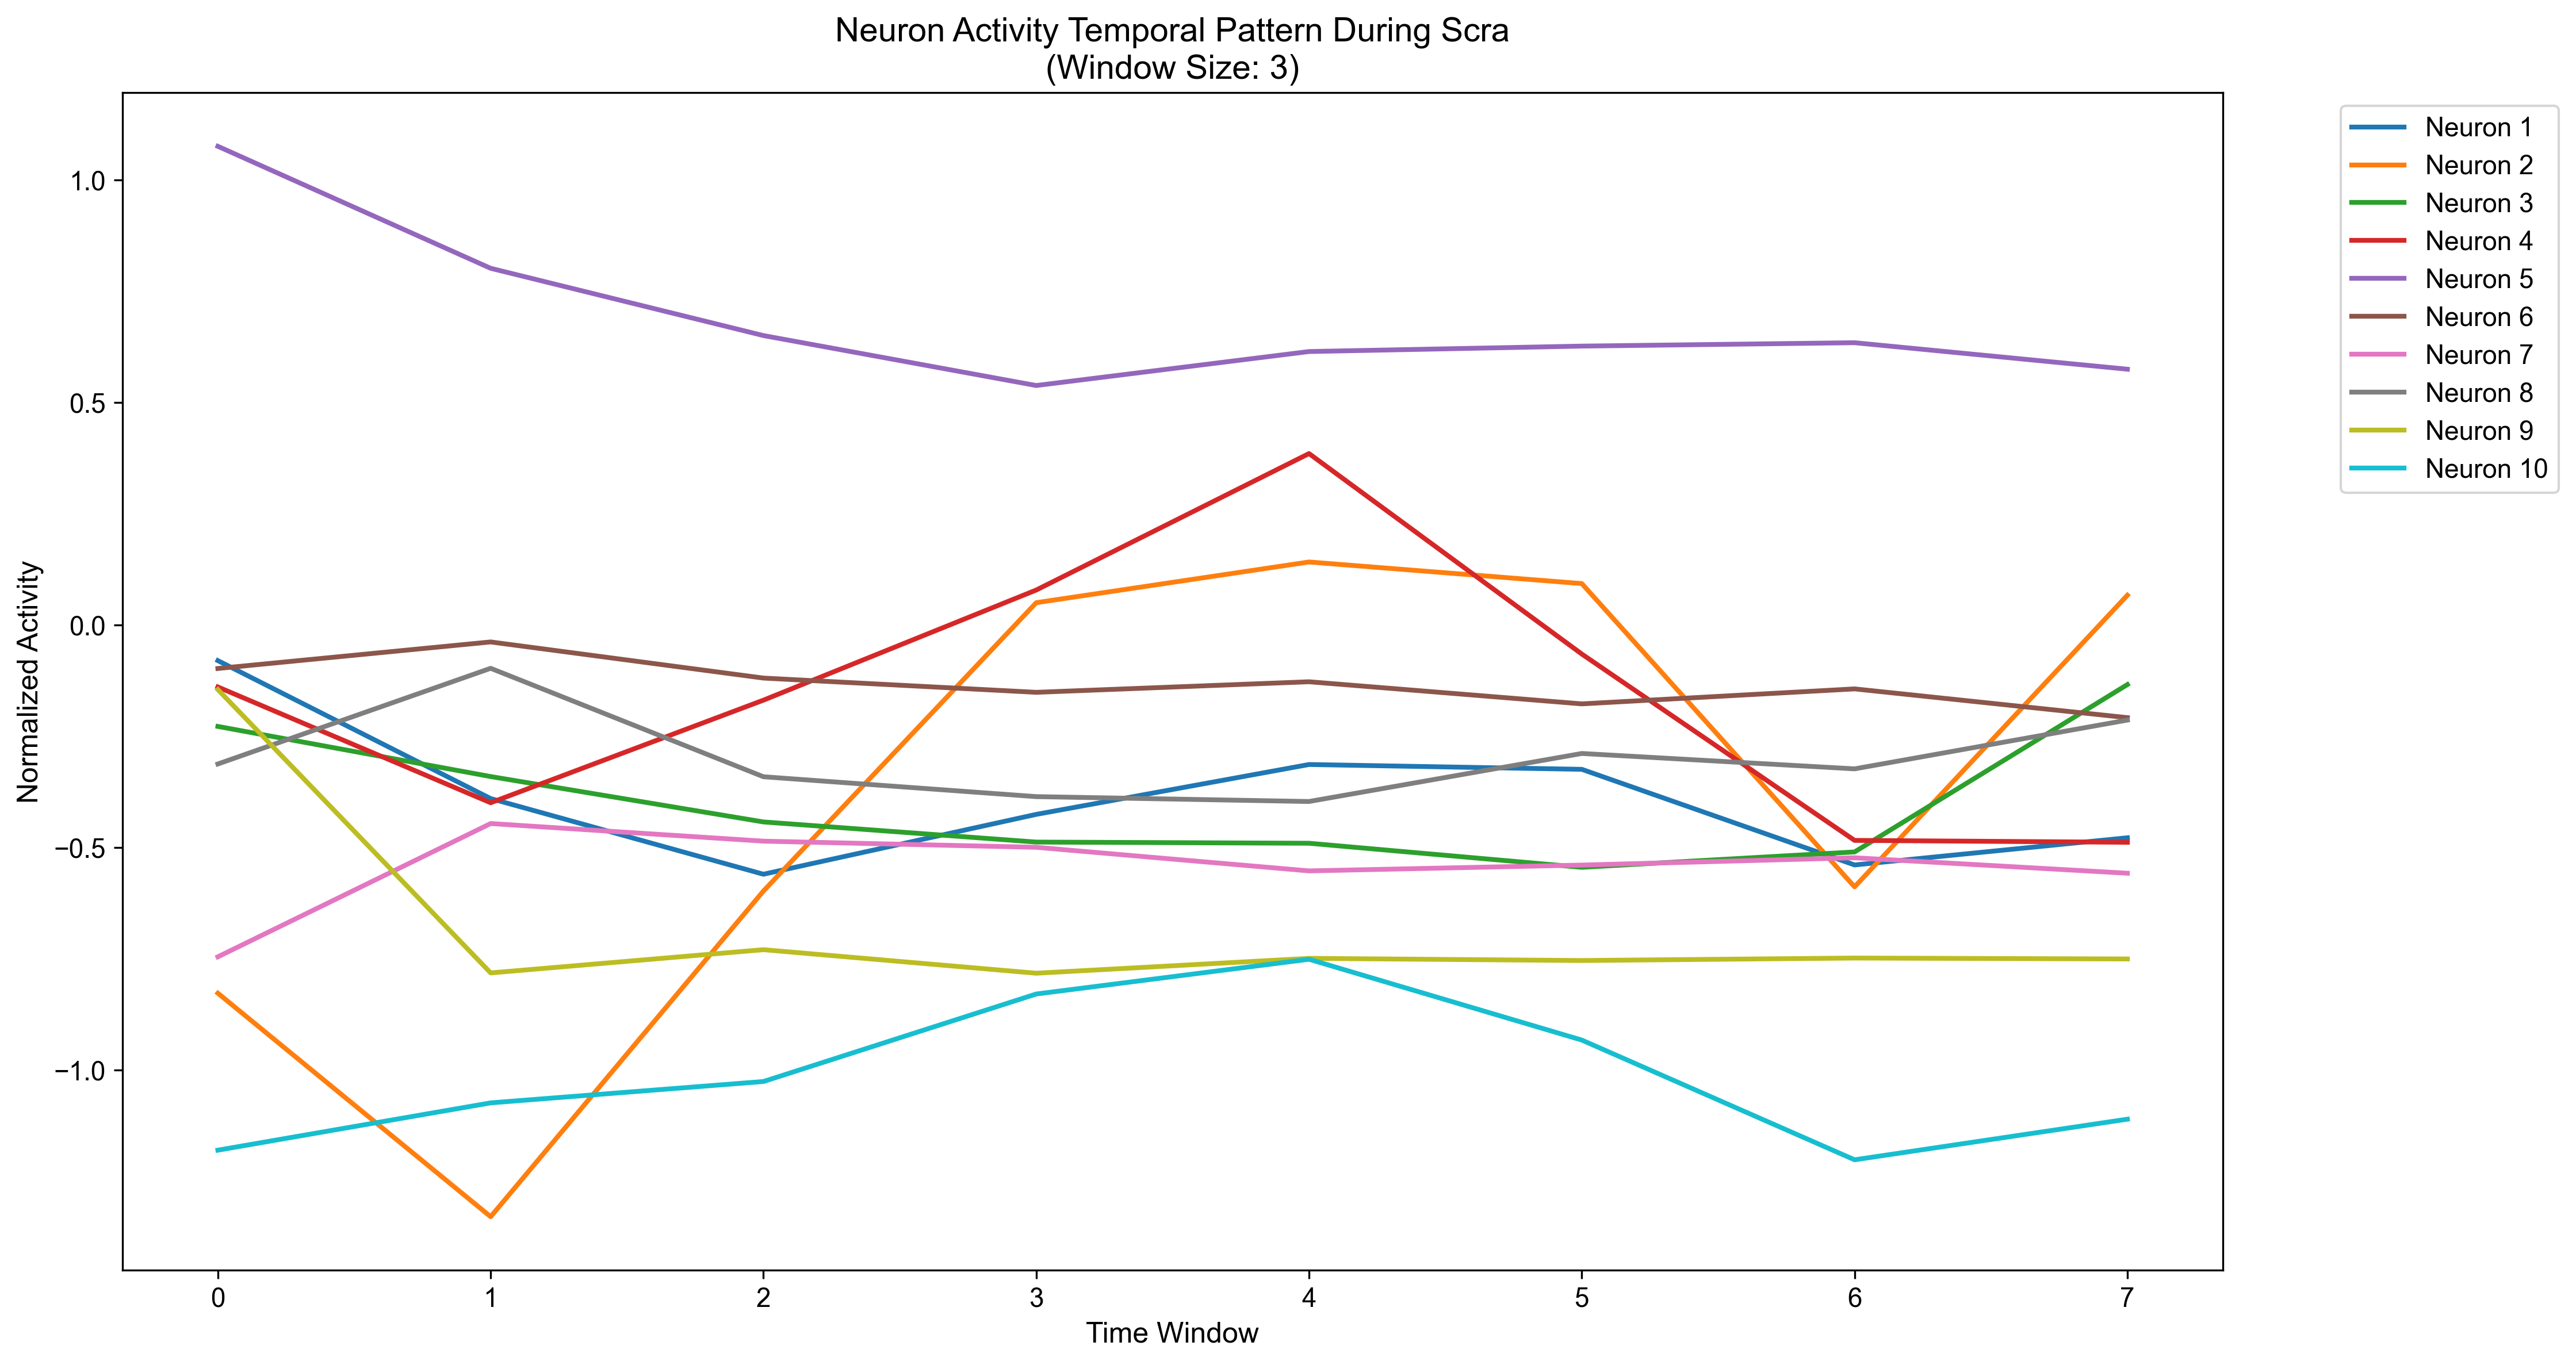 Neuron Activity Temporal Pattern During Scra
(Window Size: 3)
Normalized Activity
1.0
0.5
0.0
−0.5
−1.0
0 1 2 3 4 5 6 7
Time Window
Neuron 1
Neuron 2
Neuron 3
Neuron 4
Neuron 5
Neuron 6
Neuron 7
Neuron 8
Neuron 9
Neuron 10